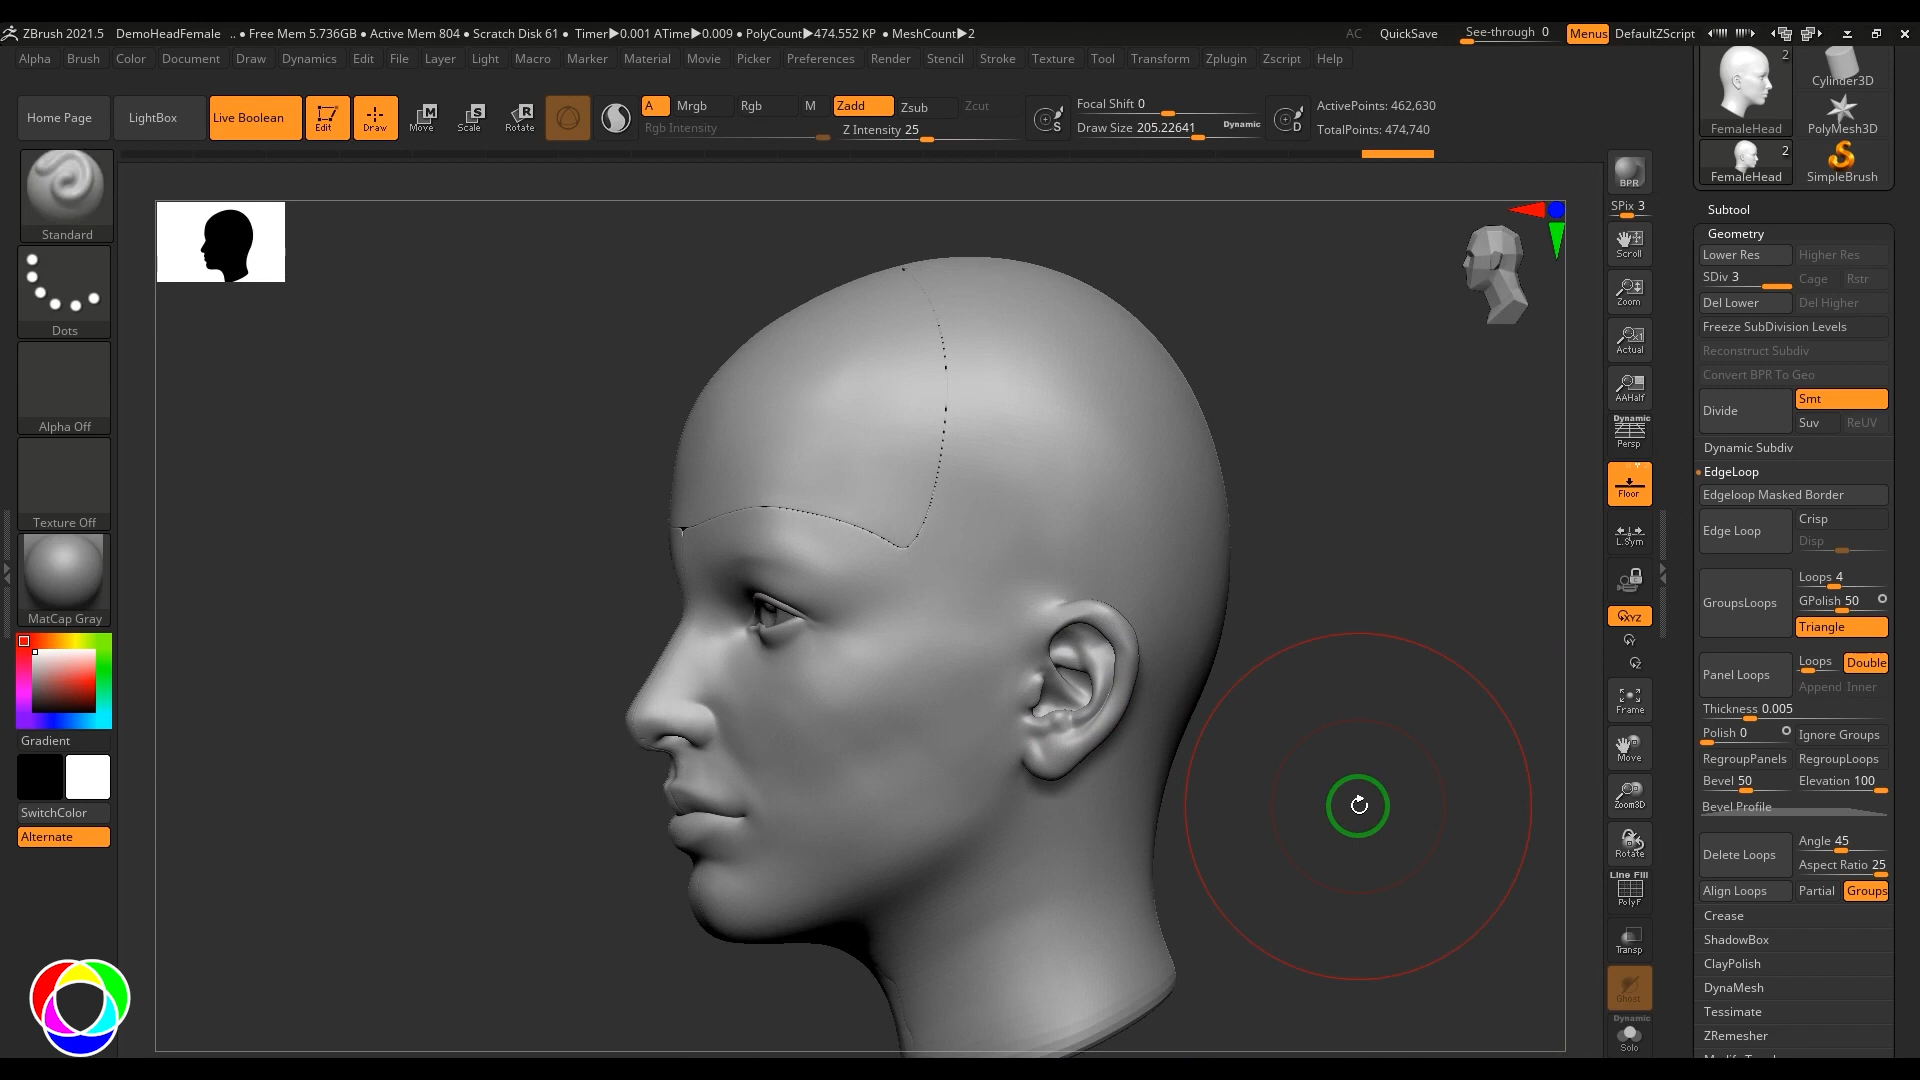 ZBrush 2021.5 DemoHeadFemale .. ● Free Mem 5.736GB ● Active Mem 804 ● Scratch Disk 61 ● Timer▶0.001 ATime▶0.009 ● PolyCount▶474.552 KP ● MeshCount▶2 AC QuickSave See-through 0 Menus DefaultZScript
Alpha Brush Color Document Draw Dynamics Edit File Layer Light Macro Marker Material Movie Picker Preferences Render Stencil Stroke Texture Tool Transform Zplugin Zscript Help
Home Page LightBox Live Boolean Edit Draw Move Scale Rotate
A Mrgb Rgb M Zadd Zsub Zcut
Rgb Intensity Z Intensity 25
S Focal Shift 0
Draw Size 205.22641 Dynamic
D ActivePoints: 462,630
TotalPoints: 474,740
Standard
Dots
Alpha Off
Texture Off
MatCap Gray
Gradient
SwitchColor
Alternate
BPR
SPix 3
Scroll
Zoom
Actual
AAHalf
Dynamic
Persp
Floor
L.Sym
XYZ
Y
Z
Frame
Move
Zoom3D
Rotate
Line Fill
PolyF
Transp
Ghost
Dynamic
Solo
2
Cylinder3D
FemaleHead PolyMesh3D
2
FemaleHead SimpleBrush
Subtool
Geometry
Lower Res Higher Res
SDiv 3 Cage Rstr
Del Lower Del Higher
Freeze SubDivision Levels
Reconstruct Subdiv
Convert BPR To Geo
Divide Smt
Suv ReUV
Dynamic Subdiv
EdgeLoop
Edgeloop Masked Border
Edge Loop Crisp
Disp
GroupsLoops Loops 4
GPolish 50
Triangle
Panel Loops Loops Double
Append Inner
Thickness 0.005
Polish 0 Ignore Groups
RegroupPanels RegroupLoops
Bevel 50 Elevation 100
Bevel Profile
Delete Loops Angle 45
Aspect Ratio 25
Align Loops Partial Groups
Crease
ShadowBox
ClayPolish
DynaMesh
Tessimate
ZRemesher